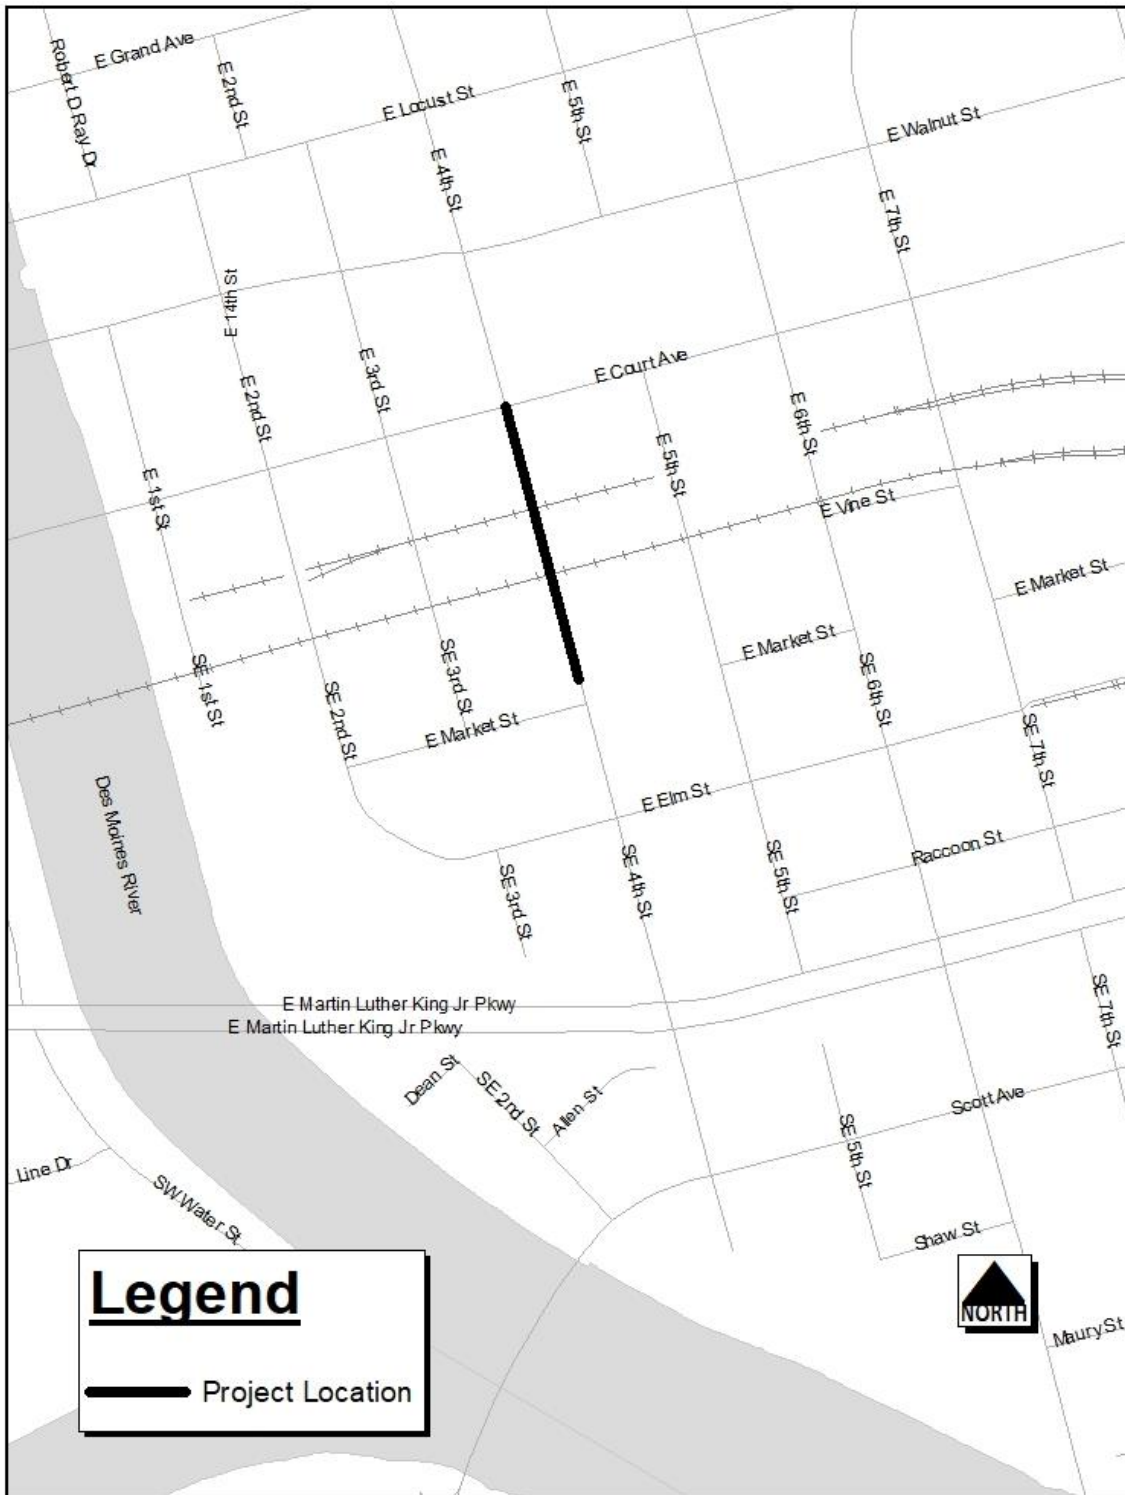 E Grand Ave
Robert D Ray Dr
E 2nd St
E Locust St
E 5th St
E Walnut St
E 4th St
E 7th St
E 14th St
E 3rd St
E Court Ave
E 2nd St
E 6th St
E 5th St
E 1st St
E Vine St
E Market St
E Market St
SE 1st St
SE 3rd St
SE 2nd St
SE 6th St
E Market St
SE 7th St
Des Moines River
E Elm St
Raccoon St
SE 4th St
SE 5th St
SE 3rd St
E Martin Luther King Jr Pkwy
E Martin Luther King Jr Pkwy
SE 7th St
Dean St
SE 2nd St
Allen St
Scott Ave
SE 5th St
Line Dr
SW Water St
Shaw St
Maury St
NORTH
Legend
Project Location